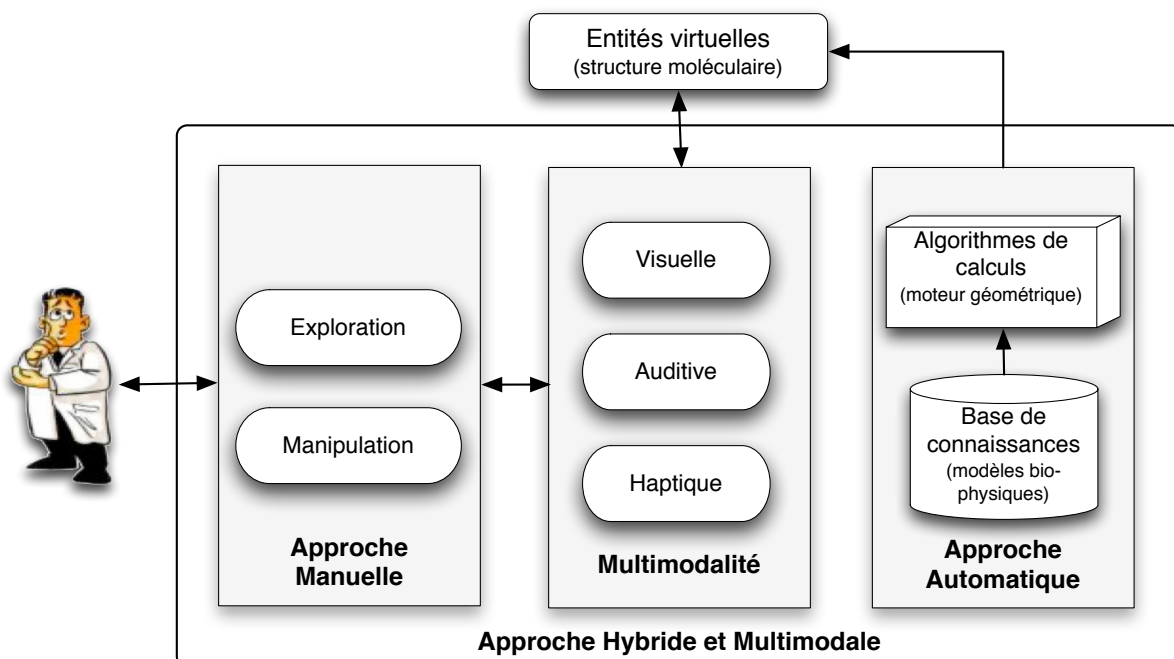 Entités virtuelles
(structure moléculaire)
Exploration
Manipulation
Approche
Manuelle
Visuelle
Auditive
Haptique
Multimodalité
Algorithmes de
calculs
(moteur géométrique)
Base de
connaissances
(modèles bio-
physiques)
Approche
Automatique
Approche Hybride et Multimodale